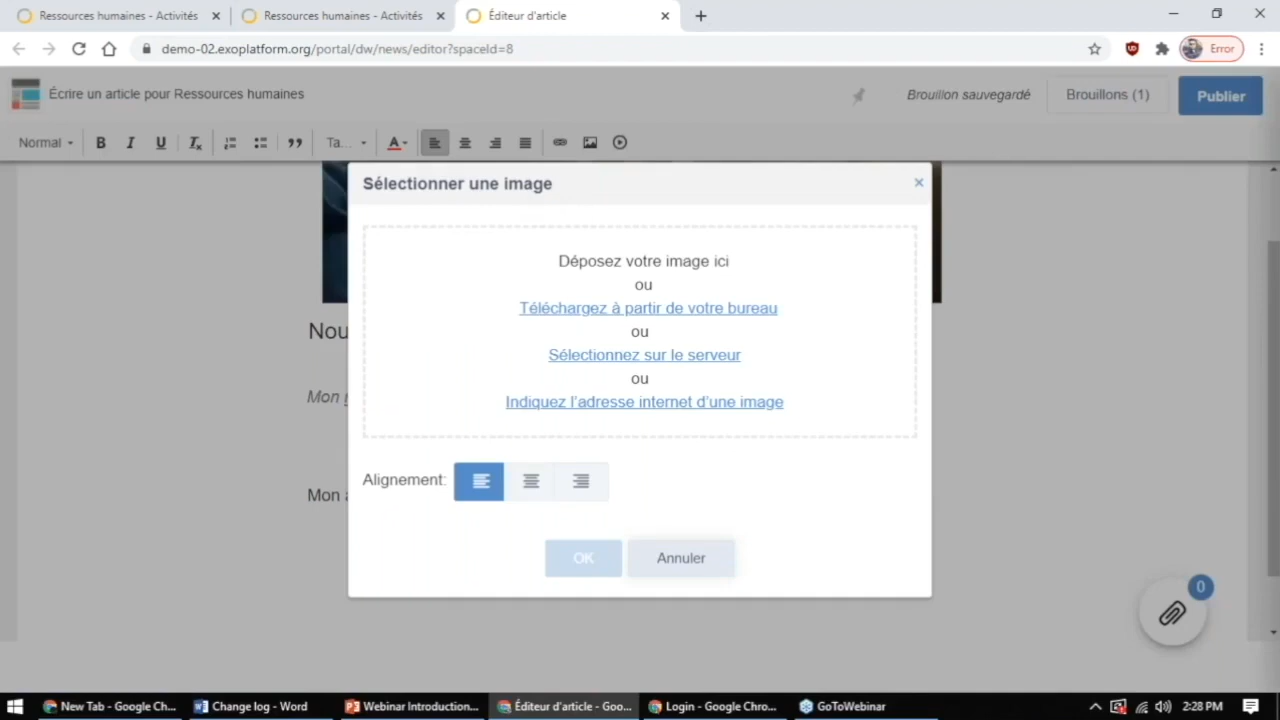 Ressources humaines - Activités
Ressources humaines - Activités
Éditeur d'article
demo-02.exoplatform.org/portal/dw/news/editor?spaceId=8
Error
Écrire un article pour Ressources humaines
Brouillon sauvegardé
Brouillons (1)
Publier
Normal
B I U Tx
Ta...
A
Sélectionner une image
Déposez votre image ici
ou
Téléchargez à partir de votre bureau
ou
Sélectionnez sur le serveur
ou
Indiquez l'adresse internet d'une image
Nou
Mon
Mon
Alignement:
OK
Annuler
0
New Tab - Google Ch...
Change log - Word
Webinar Introduction...
Éditeur d'article - Goo...
Login - Google Chro...
GoToWebinar
2:28 PM